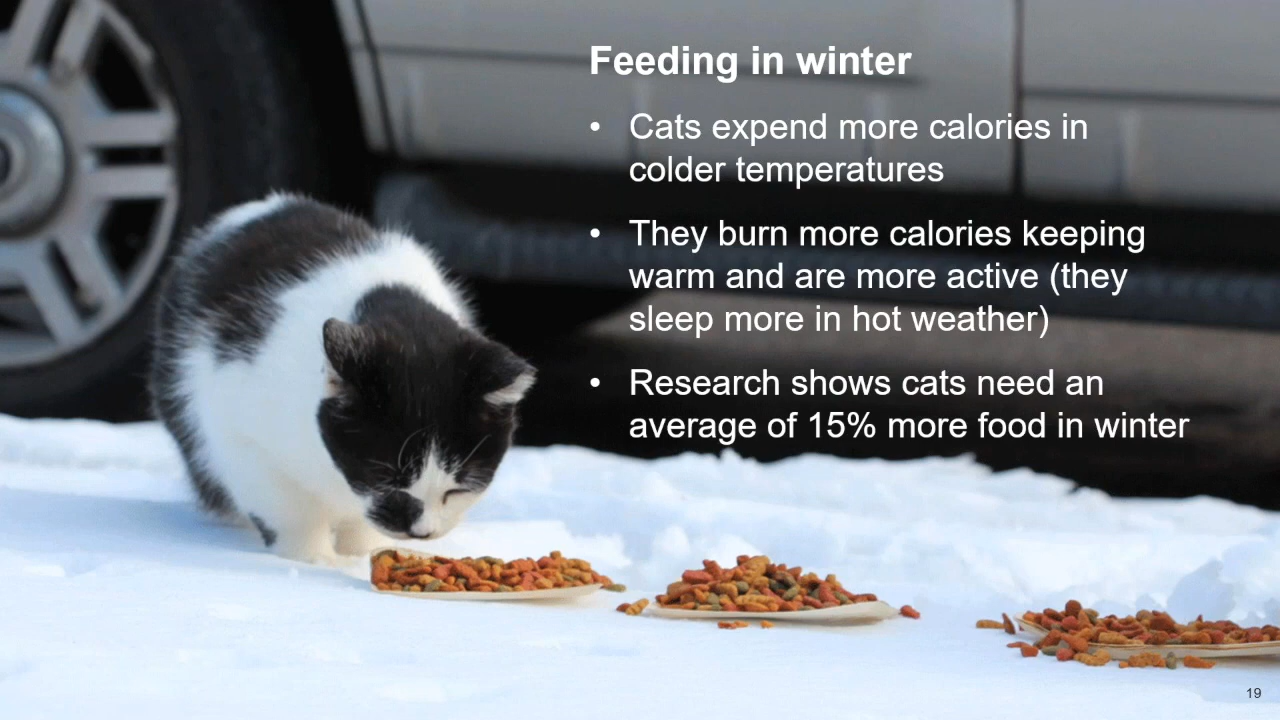 Feeding in winter
• Cats expend more calories in
colder temperatures
• They burn more calories keeping
warm and are more active (they
sleep more in hot weather)
• Research shows cats need an
average of 15% more food in winter
19